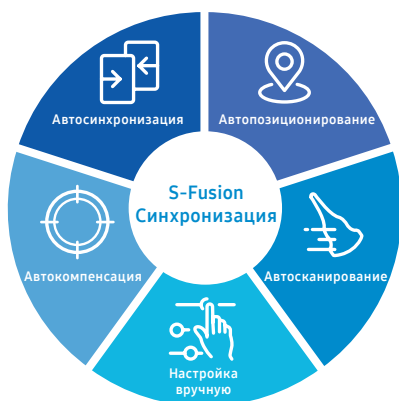 Автосинхронизация
Автопозиционирование
S-Fusion
Синхронизация
Автокомпенсация
Автосканирование
Настройка
вручную